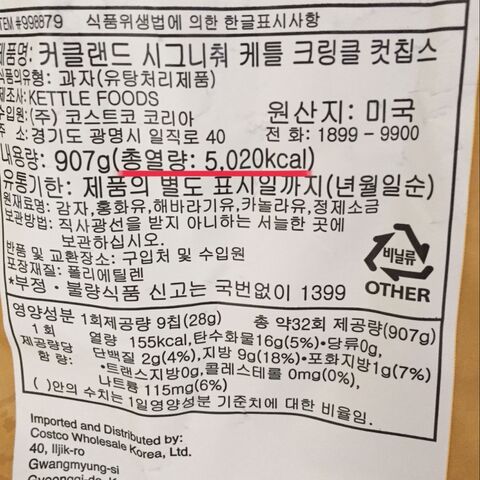 ITEM #998879 식품위생법에 의한 한글표시사항
제품명: 커클랜드 시그니춰 케틀 크링클 컷칩스
식품의유형: 과자(유탕처리제품)
제조사: KETTLE FOODS
수입원: (주) 코스트코 코리아 원산지: 미국
주 소: 경기도 광명시 일직로 40 전 화: 1899 - 9900
내용량: 907g(총열량: 5,020kcal)
유통기한: 제품의 별도 표시일까지(년월일순)
원재료명: 감자,홍화유,해바라기유,카놀라유,정제소금
보관방법: 직사광선을 받지 아니하는 서늘한 곳에
보관하십시오.
반품 및 교환장소: 구입처 및 수입원
포장재질: 폴리에틸렌
비닐류
OTHER
*부정 · 불량식품 신고는 국번없이 1399
영양성분 1회제공량 9칩(28g) 총 약32회 제공량(907g)
1회 제공량당 함량: 열량 155kcal,탄수화물16g(5%)·당류0g,
단백질 2g(4%),지방 9g(18%)·포화지방1g(7%)
·트랜스지방0g,콜레스테롤 0mg(0%),
나트륨 115mg(6%)
( )안의 수치는 1일영양성분 기준치에 대한 비율임.
Imported and Distributed by:
Costco Wholesale Korea, Ltd.
40, Iljik-ro
Gwangmyung-si
Gyeonggi-do, K